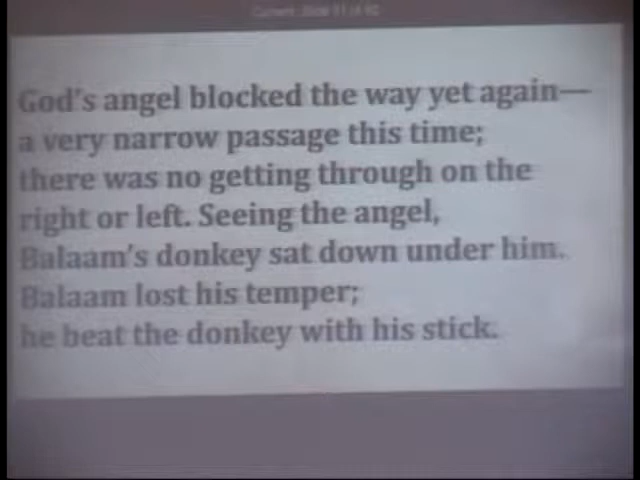 God's angel blocked the way yet again—
a very narrow passage this time;
there was no getting through on the
right or left. Seeing the angel,
Balaam's donkey sat down under him.
Balaam lost his temper;
he beat the donkey with his stick.